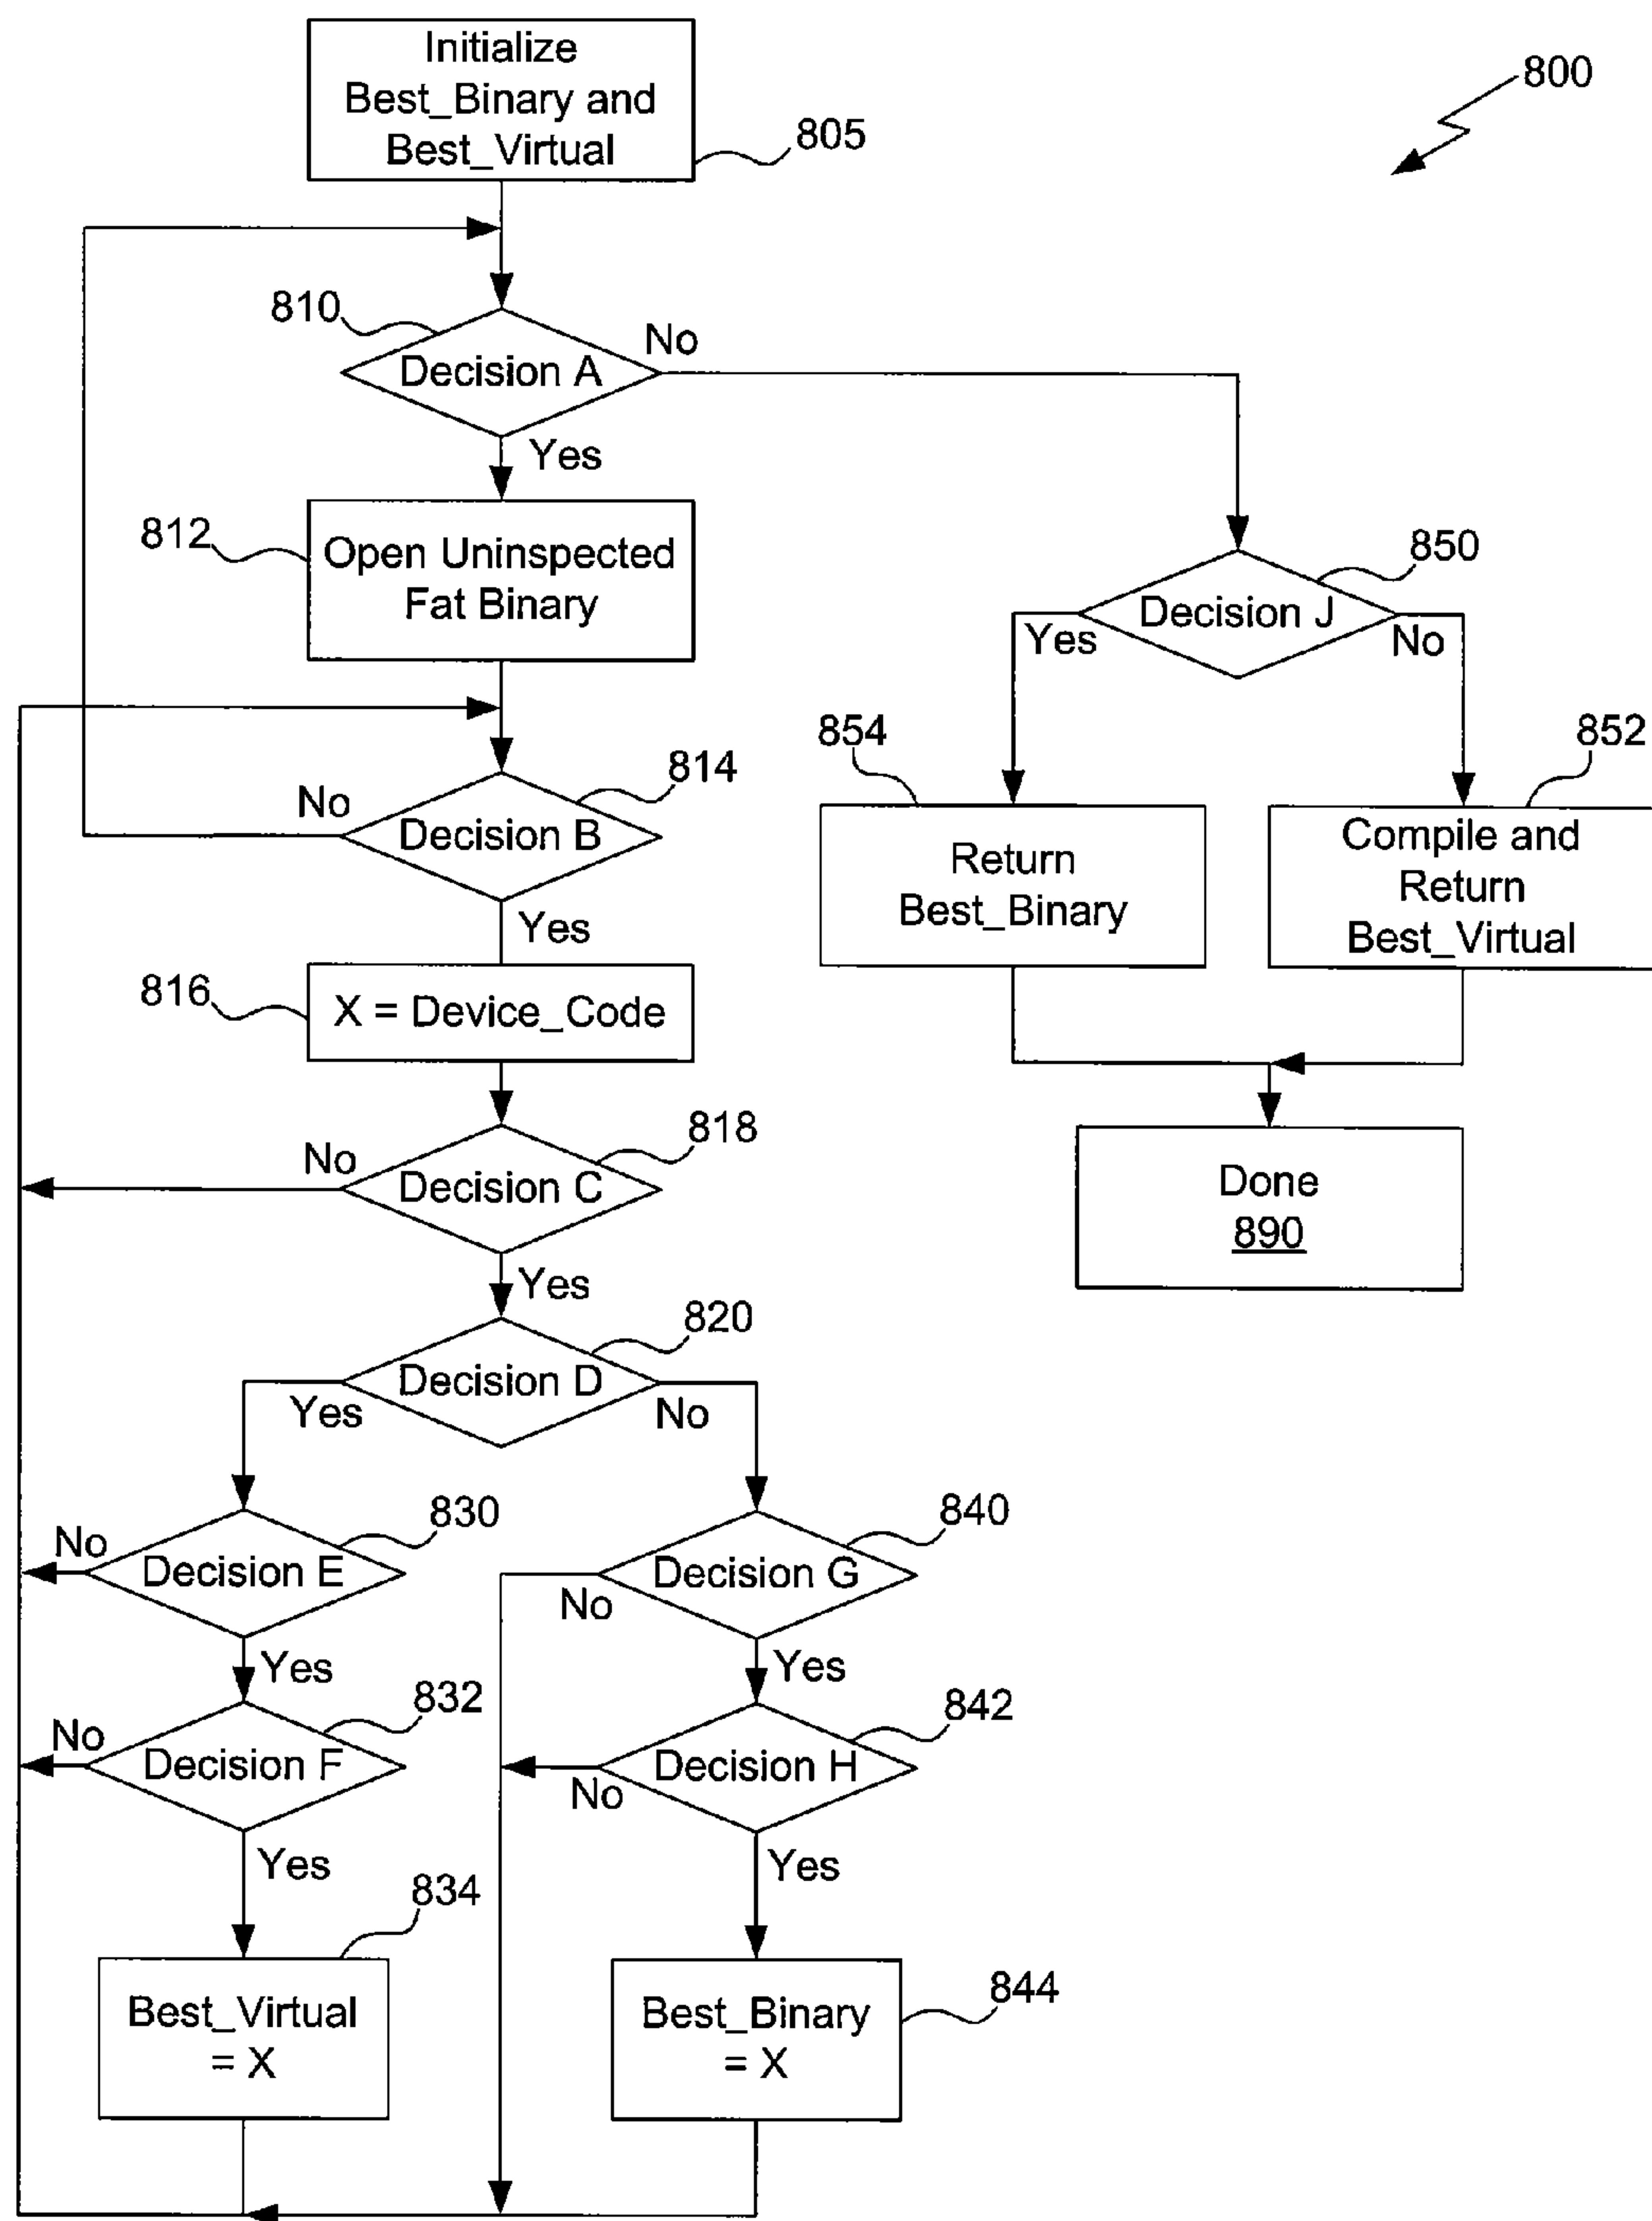 Initialize
Best_Binary and
Best_Virtual
805
800
810
Decision A
No
Yes
812
Open Uninspected
Fat Binary
850
Decision J
Yes
No
814
No
Decision B
Yes
854
Return
Best_Binary
852
Compile and
Return
Best_Virtual
816
X = Device_Code
818
No
Decision C
Yes
Done
890
820
Decision D
Yes
No
830
No
Decision E
Yes
840
Decision G
No
Yes
832
No
Decision F
Yes
842
Decision H
No
Yes
834
Best_Virtual
= X
844
Best_Binary
= X